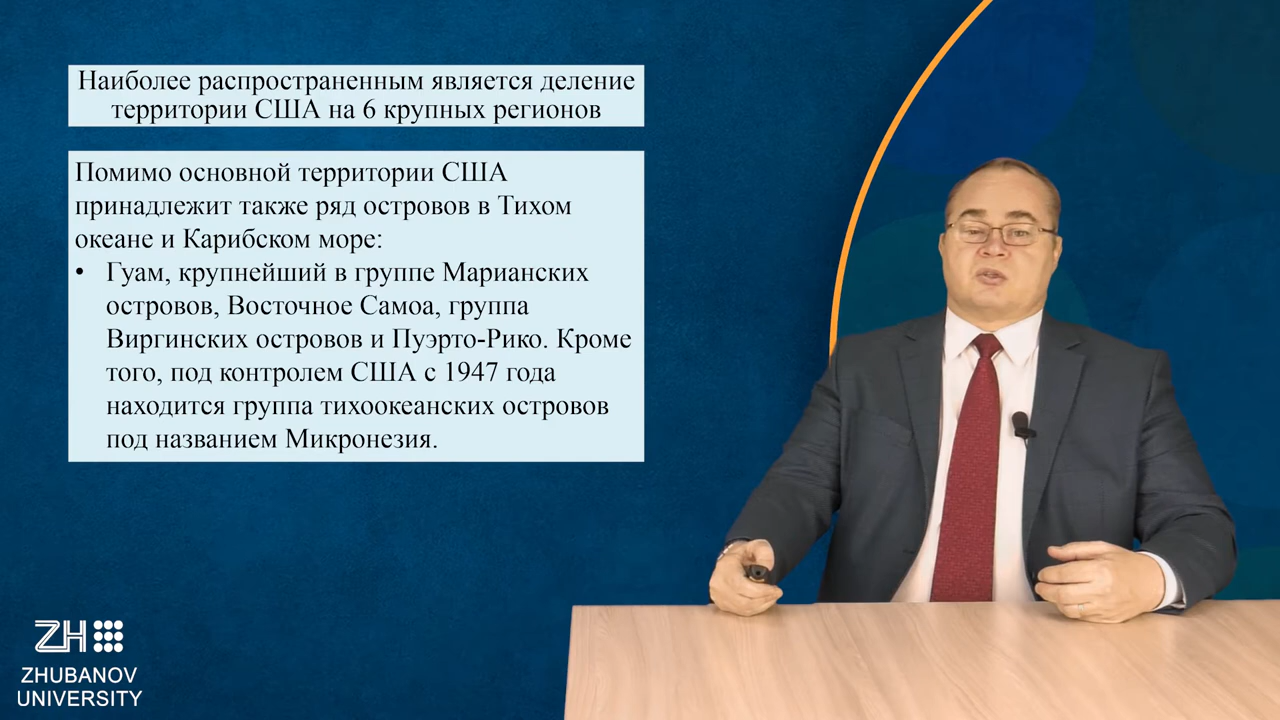 Наиболее распространенным является деление
территории США на 6 крупных регионов
Помимо основной территории США
принадлежит также ряд островов в Тихом
океане и Карибском море:
• Гуам, крупнейший в группе Марианских
островов, Восточное Самоа, группа
Виргинских островов и Пуэрто-Рико. Кроме
того, под контролем США с 1947 года
находится группа тихоокеанских островов
под названием Микронезия.
ZH
ZHUBANOV
UNIVERSITY